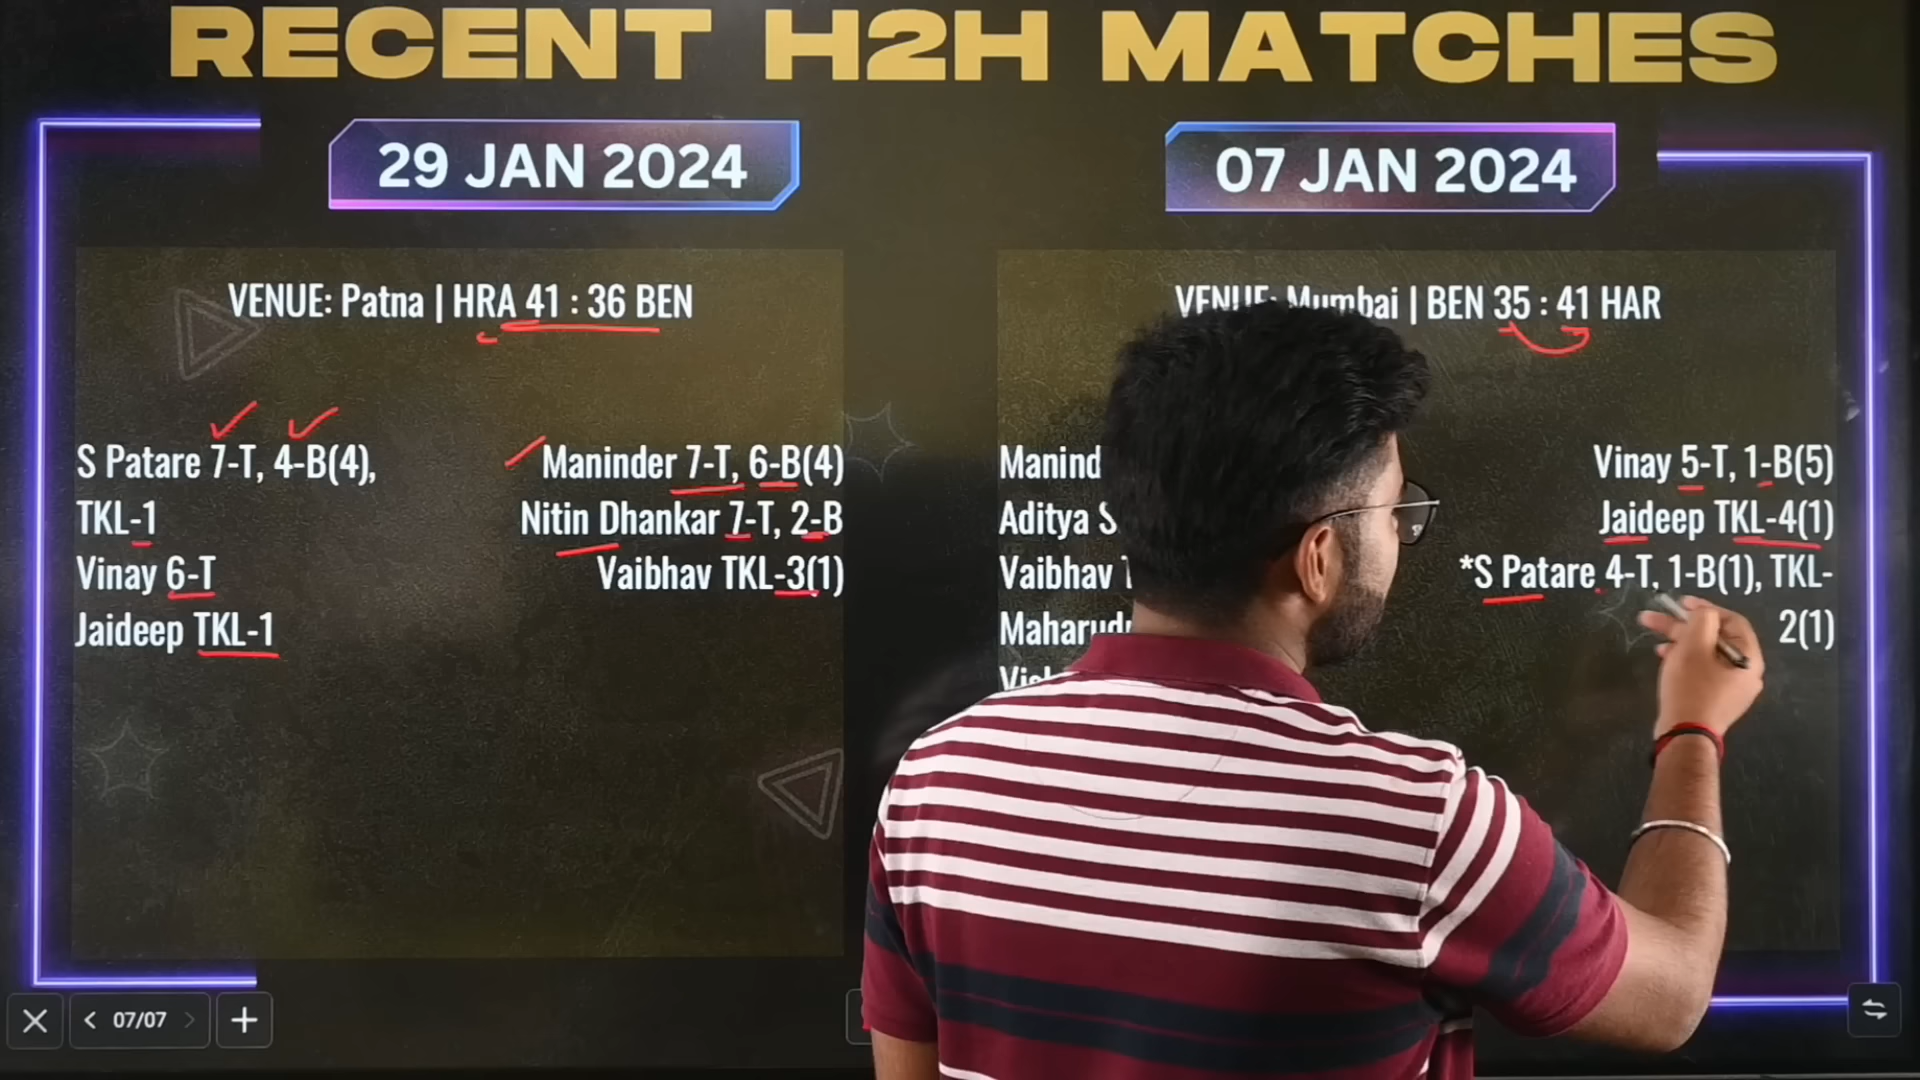 RECENT H2H MATCHES
29 JAN 2024
VENUE: Patna | HRA 41 : 36 BEN
S Patare 7-T, 4-B(4),
TKL-1
Vinay 6-T
Jaideep TKL-1
Maninder 7-T, 6-B(4)
Nitin Dhankar 7-T, 2-B
Vaibhav TKL-3(1)
07 JAN 2024
VENUE: Mumbai | BEN 35 : 41 HAR
Aditya
Vaibhav
Vinay 5-T, 1-B(5)
Jaideep TKL-4(1)
*S Patare 4-T, 1-B(1), TKL-
2(1)
07/07